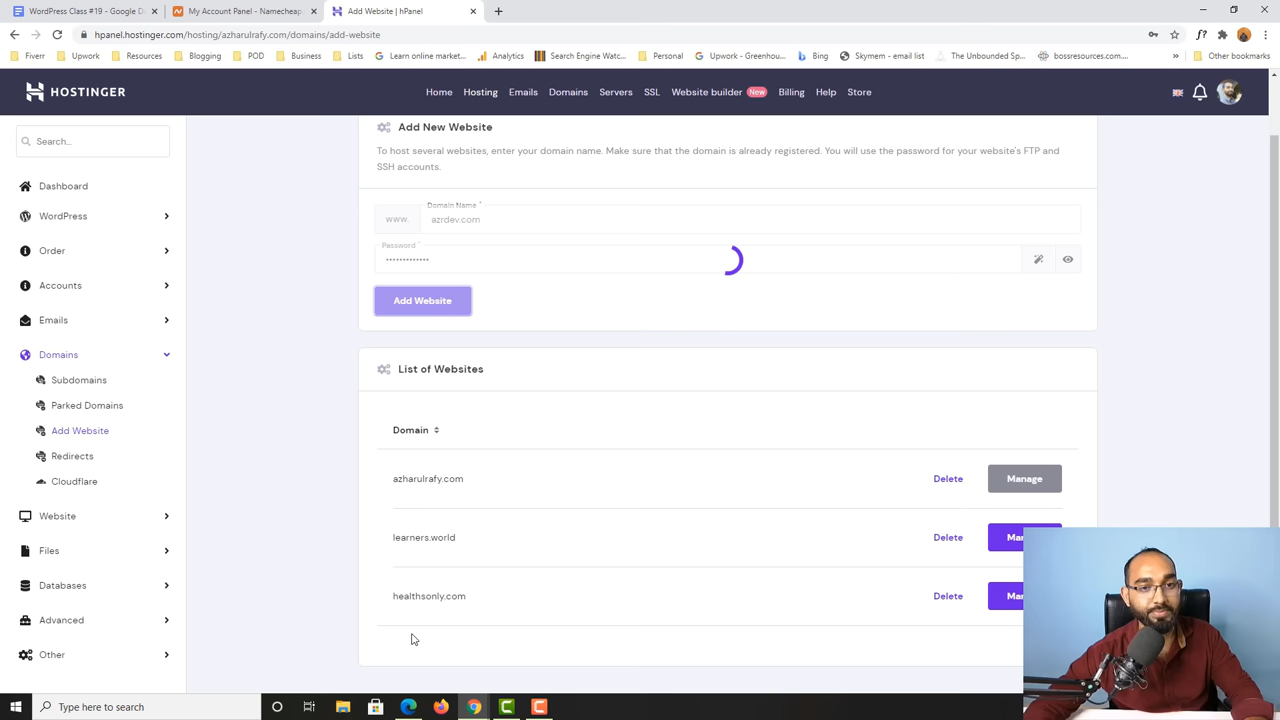 WordPress Class #19 - Google D
My Account Panel - Namecheap
Add Website | hPanel
hpanel.hostinger.com/hosting/azharulrafy.com/domains/add-website
Fiverr
Upwork
Resources
Blogging
POD
Business
Lists
Learn online market...
Analytics
Search Engine Watc...
Personal
Upwork - Greenhou...
Bing
Skymem - email list
The Unbounded Sp...
bossresources.com...
Other bookmarks
HOSTINGER
Home
Hosting
Emails
Domains
Servers
SSL
Website builder
New
Billing
Help
Store
Search...
Dashboard
WordPress
Order
Accounts
Emails
Domains
Subdomains
Parked Domains
Add Website
Redirects
Cloudflare
Website
Files
Databases
Advanced
Other
Add New Website
To host several websites, enter your domain name. Make sure that the domain is already registered. You will use the password for your website's FTP and
SSH accounts.
Domain Name *
www.
azrdev.com
Password *
•••••••••••••
Add Website
List of Websites
Domain
azharulrafy.com
Delete
Manage
learners.world
Delete
healthsonly.com
Delete
Type here to search